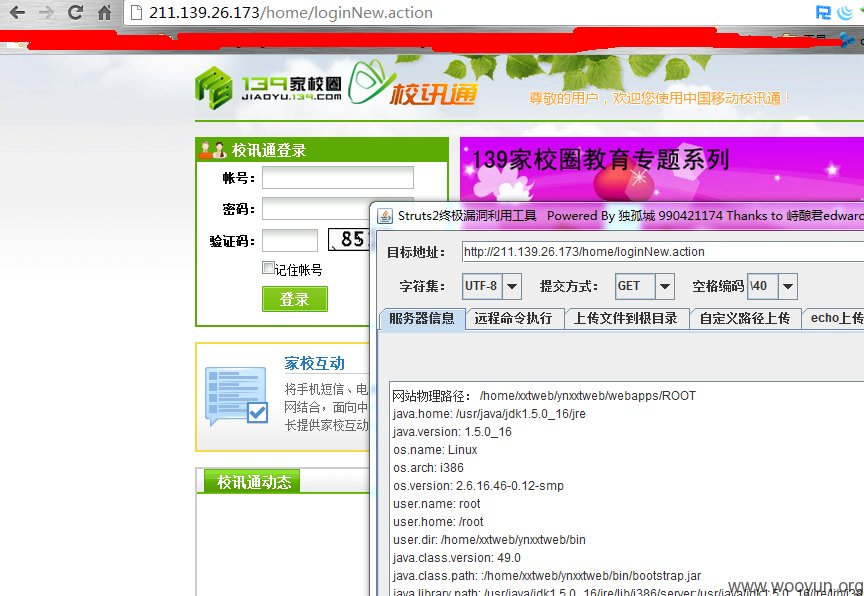 211.139.26.173/home/loginNew.action
139家校圈
JIAOYU.139.COM
校讯通
尊敬的用户，欢迎您使用中国移动校讯通！
校讯通登录
139家校圈教育专题系列
帐号：
密码：
验证码：
85
记住帐号
登录
家校互动
将手机短信、电
网结合，面向中
长提供家校互动
校讯通动态
Struts2终极漏洞利用工具 Powered By 独孤城 990421174 Thanks to 峙酿君edward
目标地址：
http://211.139.26.173/home/loginNew.action
字符集：
UTF-8
提交方式：
GET
空格编码
\40
服务器信息
远程命令执行
上传文件到根目录
自定义路径上传
echo上传
网站物理路径： /home/xxtweb/ynxxtweb/webapps/ROOT
java.home: /usr/java/jdk1.5.0_16/jre
java.version: 1.5.0_16
os.name: Linux
os.arch: i386
os.version: 2.6.16.46-0.12-smp
user.name: root
user.home: /root
user.dir: /home/xxtweb/ynxxtweb/bin
java.class.version: 49.0
java.class.path: :/home/xxtweb/ynxxtweb/bin/bootstrap.jar
java.library.path: /usr/java/jdk1.5.0_16/jre/lib/i386/server:/usr/java/jdk1.5.0_16/jre/lib/i38
www.wooyun.org